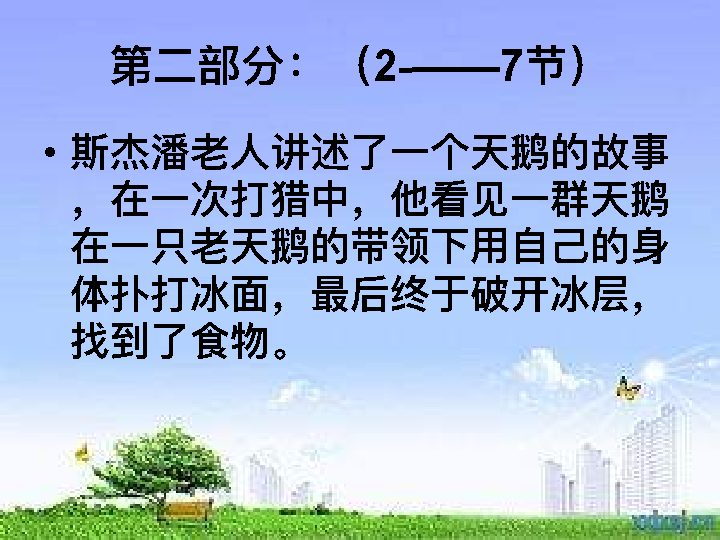 第二部分：（2-——7节）
• 斯杰潘老人讲述了一个天鹅的故事
，在一次打猎中，他看见一群天鹅
在一只老天鹅的带领下用自己的身
体扑打冰面，最后终于破开冰层，
找到了食物。